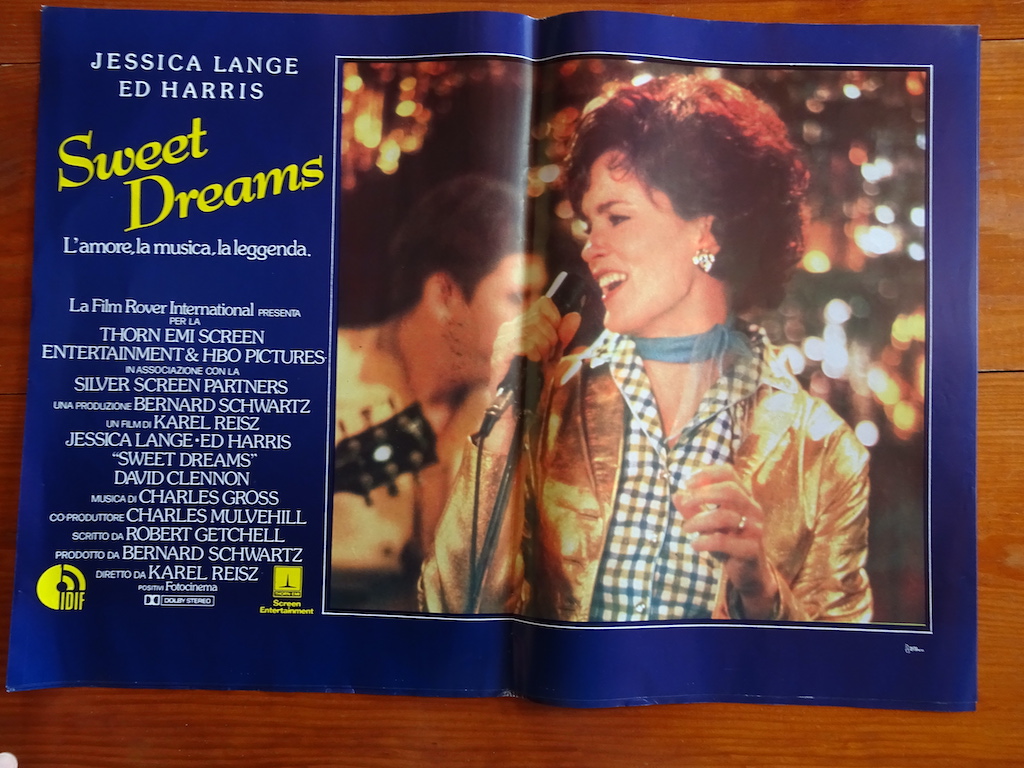 JESSICA LANGE
ED HARRIS
Sweet
Dreams
L'amore, la musica, la leggenda.
La Film Rover International PRESENTA
PER LA
THORN EMI SCREEN
ENTERTAINMENT & HBO PICTURES
IN ASSOCIAZIONE CON LA
SILVER SCREEN PARTNERS
UNA PRODUZIONE BERNARD SCHWARTZ
UN FILM DI KAREL REISZ
JESSICA LANGE • ED HARRIS
"SWEET DREAMS"
DAVID CLENNON
MUSICA DI CHARLES GROSS
CO-PRODUTTORE CHARLES MULVEHILL
SCRITTO DA ROBERT GETCHELL
PRODOTTO DA BERNARD SCHWARTZ
DIRETTO DA KAREL REISZ
POSITIVI Fotocinema
DOLBY STEREO
IDIF
THORN EMI
Screen
Entertainment